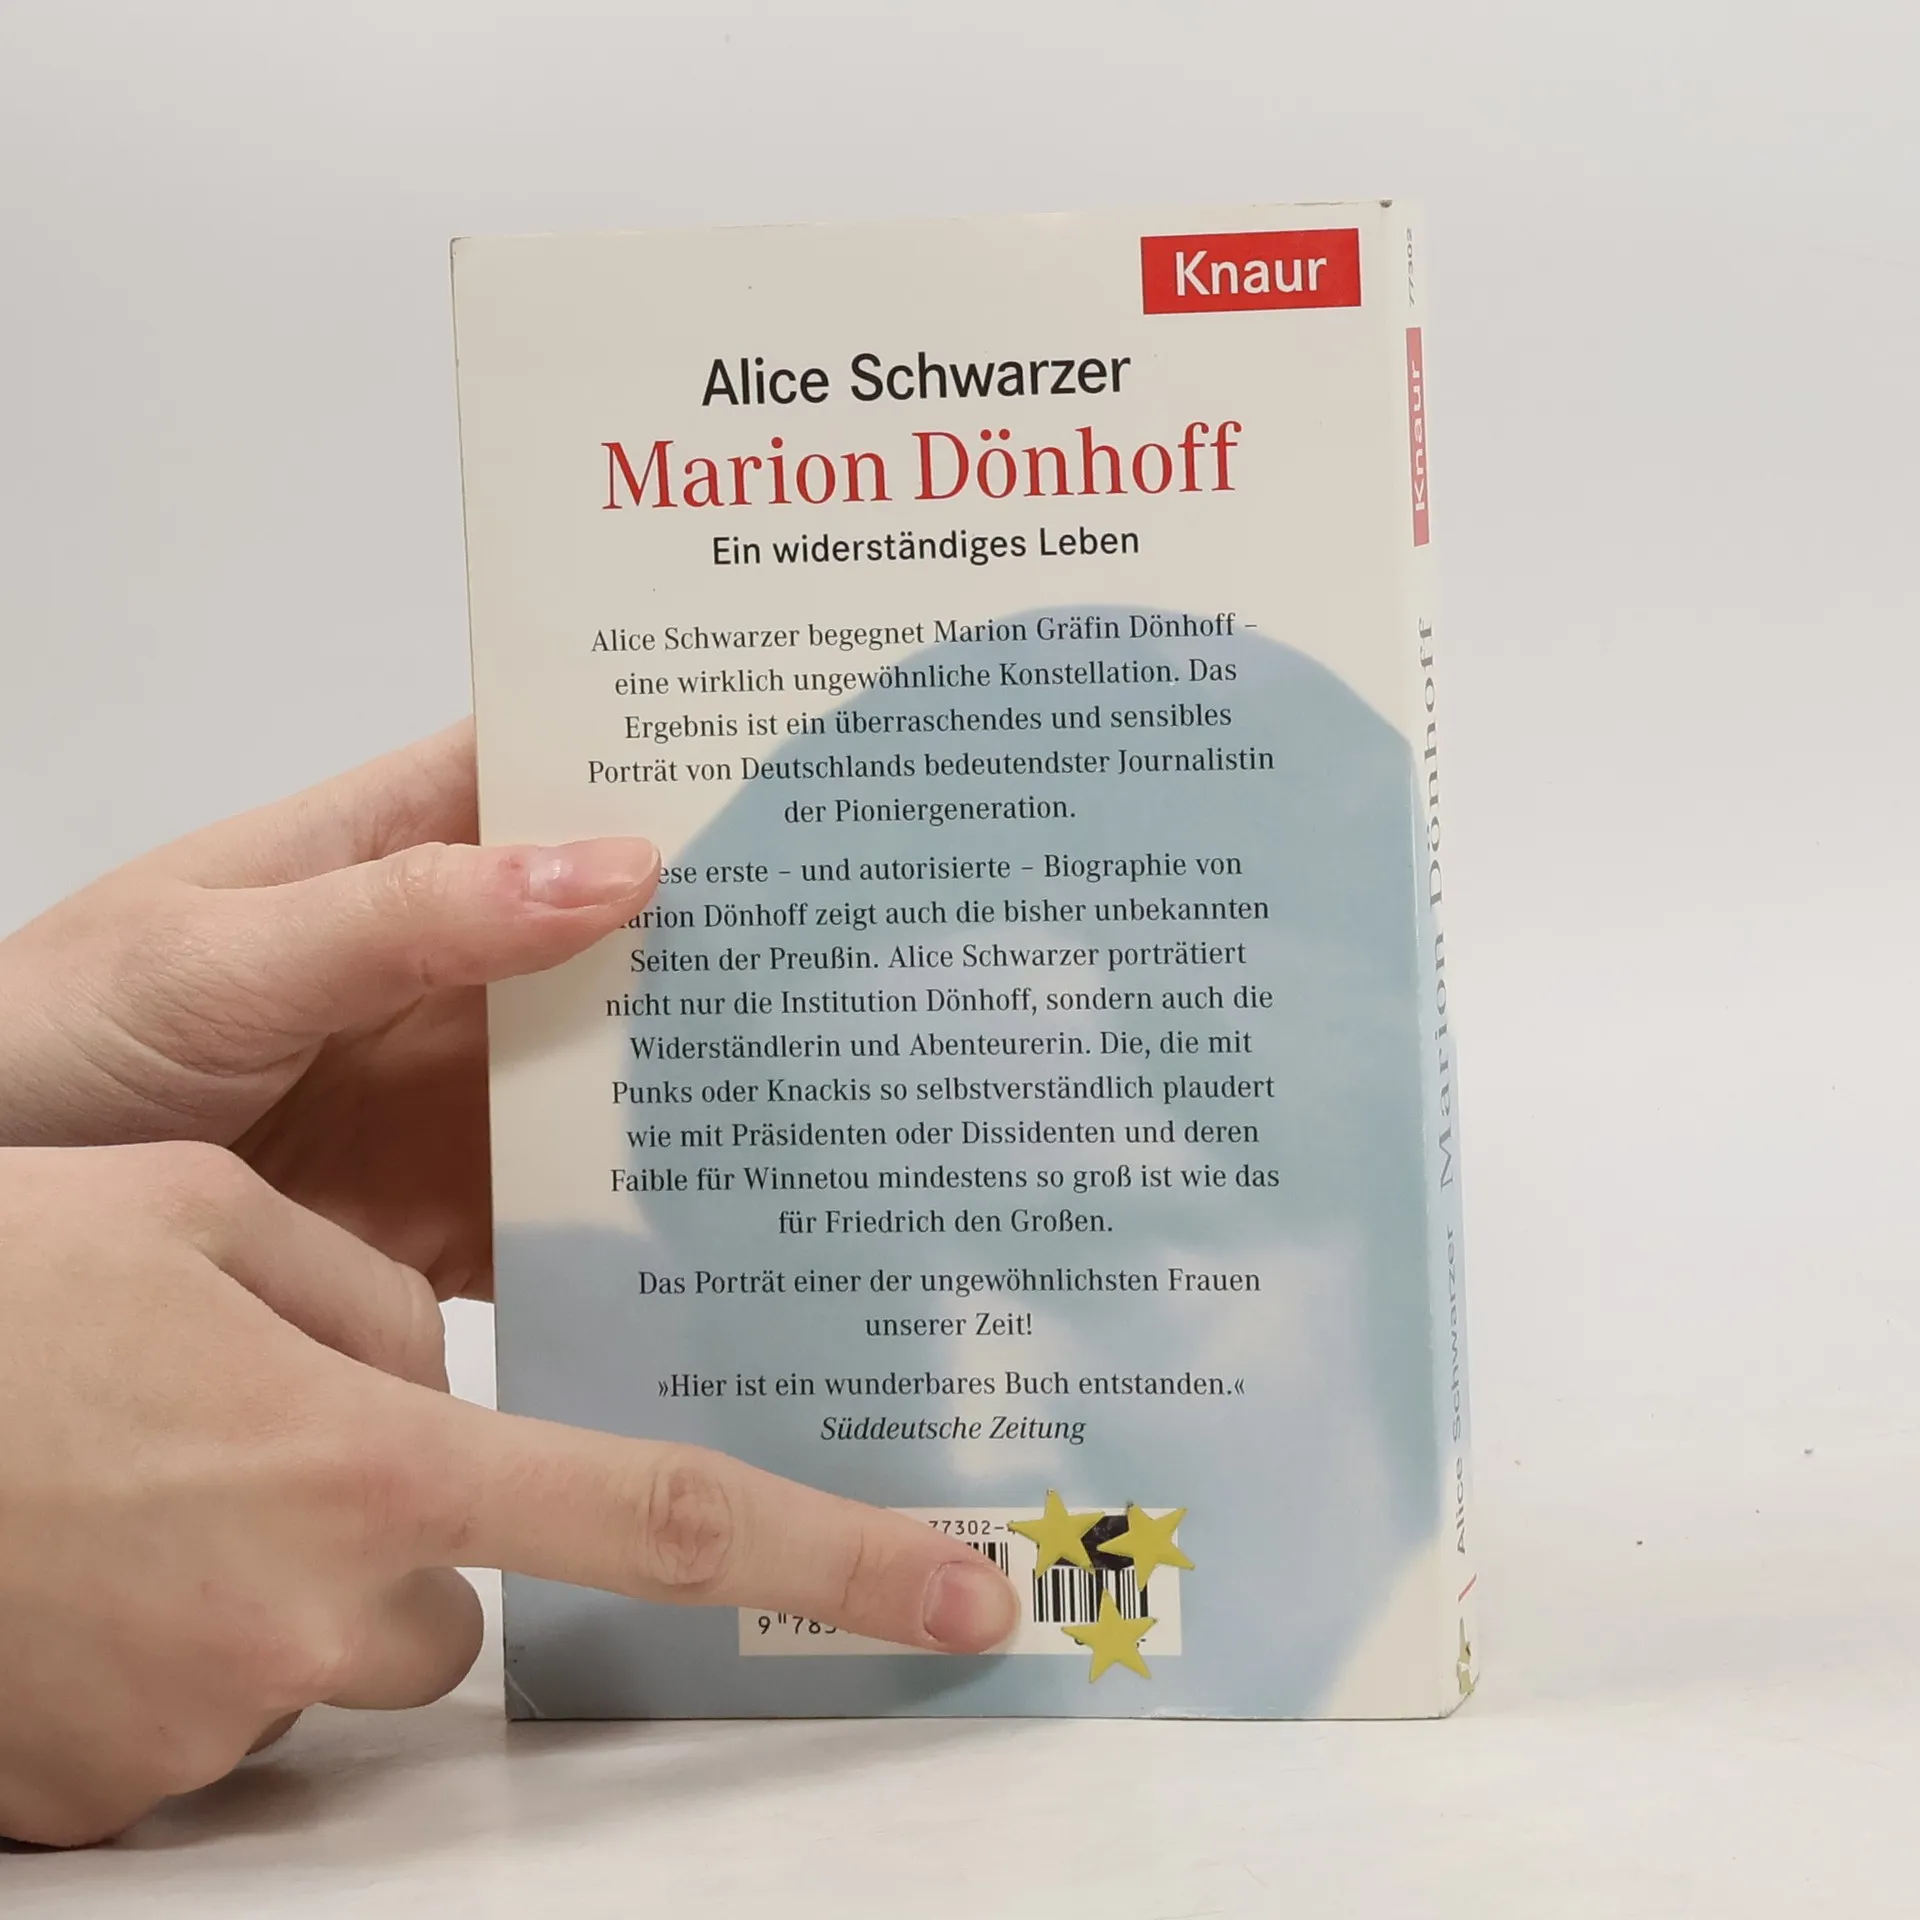 Knaur
Alice Schwarzer
Marion Dönhoff
Ein widerständiges Leben
Alice Schwarzer begegnet Marion Gräfin Dönhoff –
eine wirklich ungewöhnliche Konstellation. Das
Ergebnis ist ein überraschendes und sensibles
Porträt von Deutschlands bedeutendster Journalistin
der Pioniergeneration.
erste – und autorisierte – Biographie von
Dönhoff zeigt auch die bisher unbekannten
Seiten der Preußin. Alice Schwarzer porträtiert
nicht nur die Institution Dönhoff, sondern auch die
Widerständlerin und Abenteurerin. Die, die mit
Punks oder Knackis so selbstverständlich plaudert
wie mit Präsidenten oder Dissidenten und deren
Faible für Winnetou mindestens so groß ist wie das
für Friedrich den Großen.
Das Porträt einer der ungewöhnlichsten Frauen
unserer Zeit!
»Hier ist ein wunderbares Buch entstanden.«
Süddeutsche Zeitung
77302-
9 78
Alice Schwarzer Marion Dönhoff Knaur 77302